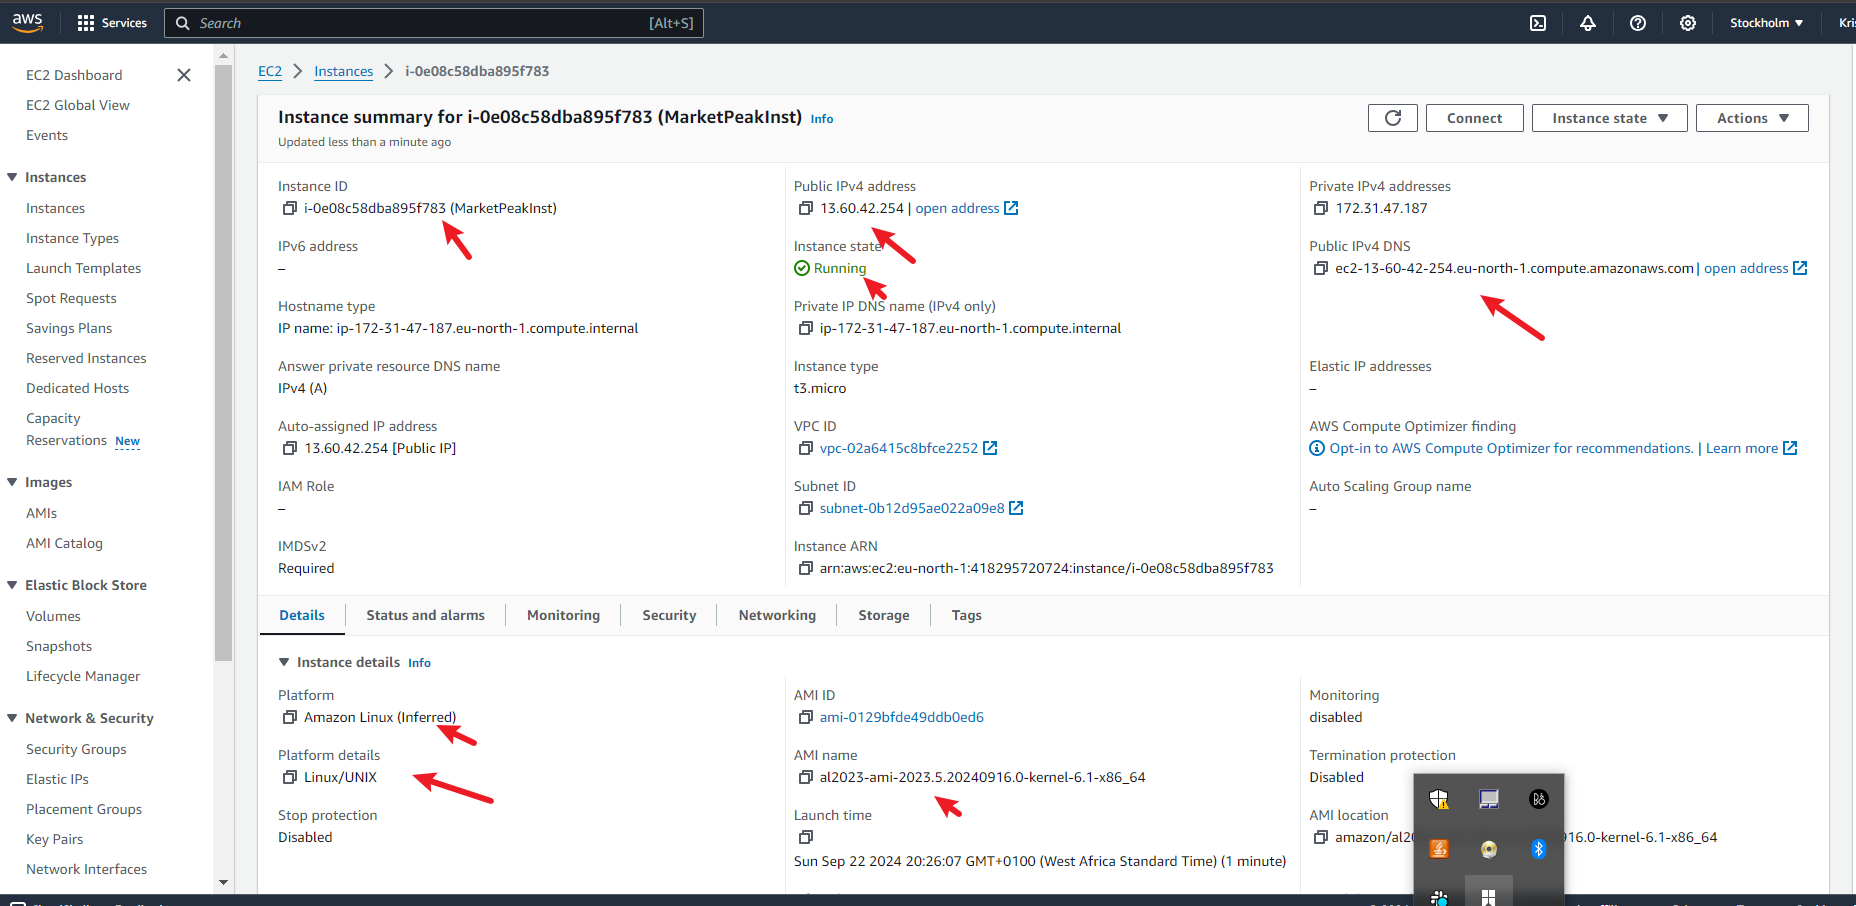 aws
Services
Search
[Alt+S]
Stockholm
EC2 Dashboard
EC2 Global View
Events
Instances
Instances
Instance Types
Launch Templates
Spot Requests
Savings Plans
Reserved Instances
Dedicated Hosts
Capacity
Reservations New
Images
AMIs
AMI Catalog
Elastic Block Store
Volumes
Snapshots
Lifecycle Manager
Network & Security
Security Groups
Elastic IPs
Placement Groups
Key Pairs
Network Interfaces
EC2 > Instances > i-0e08c58dba895f783
Instance summary for i-0e08c58dba895f783 (MarketPeakInst) Info
Updated less than a minute ago
Connect
Instance state
Actions
Instance ID
i-0e08c58dba895f783 (MarketPeakInst)
Public IPv4 address
13.60.42.254 | open address
Private IPv4 addresses
172.31.47.187
IPv6 address
–
Instance state
Running
Public IPv4 DNS
ec2-13-60-42-254.eu-north-1.compute.amazonaws.com | open address
Hostname type
IP name: ip-172-31-47-187.eu-north-1.compute.internal
Private IP DNS name (IPv4 only)
ip-172-31-47-187.eu-north-1.compute.internal
Answer private resource DNS name
IPv4 (A)
Instance type
t3.micro
Elastic IP addresses
–
Auto-assigned IP address
13.60.42.254 [Public IP]
VPC ID
vpc-02a6415c8bfce2252
AWS Compute Optimizer finding
Opt-in to AWS Compute Optimizer for recommendations. | Learn more
IAM Role
–
Subnet ID
subnet-0b12d95ae022a09e8
Auto Scaling Group name
–
IMDSv2
Required
Instance ARN
arn:aws:ec2:eu-north-1:418295720724:instance/i-0e08c58dba895f783
Details
Status and alarms
Monitoring
Security
Networking
Storage
Tags
Instance details Info
Platform
Amazon Linux (Inferred)
AMI ID
ami-0129bfde49ddb0ed6
Monitoring
disabled
Platform details
Linux/UNIX
AMI name
al2023-ami-2023.5.20240916.0-kernel-6.1-x86_64
Termination protection
Disabled
Stop protection
Disabled
Launch time
Sun Sep 22 2024 20:26:07 GMT+0100 (West Africa Standard Time) (1 minute)
AMI location
amazon/al2 916.0-kernel-6.1-x86_64